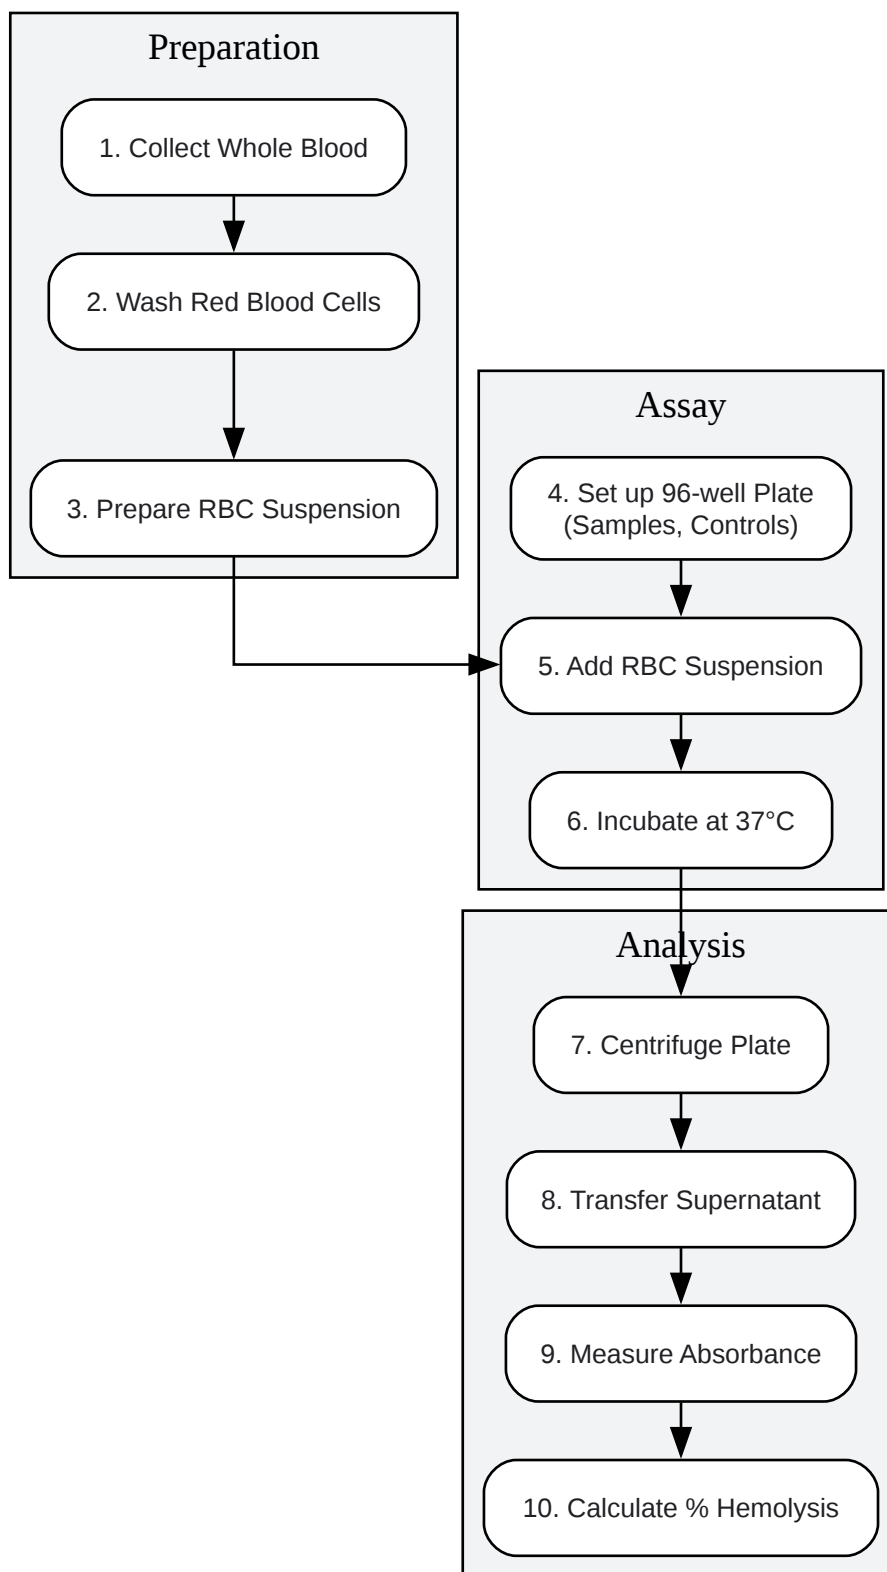 Preparation
1. Collect Whole Blood
2. Wash Red Blood Cells
3. Prepare RBC Suspension
Assay
4. Set up 96-well Plate
(Samples, Controls)
5. Add RBC Suspension
6. Incubate at 37°C
Analysis
7. Centrifuge Plate
8. Transfer Supernatant
9. Measure Absorbance
10. Calculate % Hemolysis